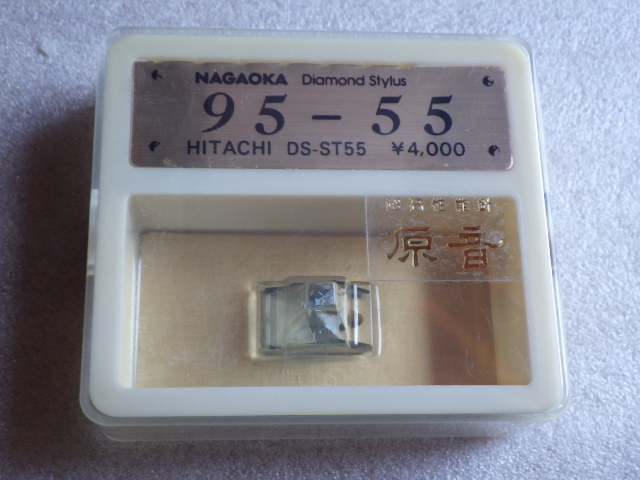 NAGAOKA Diamond Stylus
95-55
HITACHI DS-ST55 ¥4,000
原音